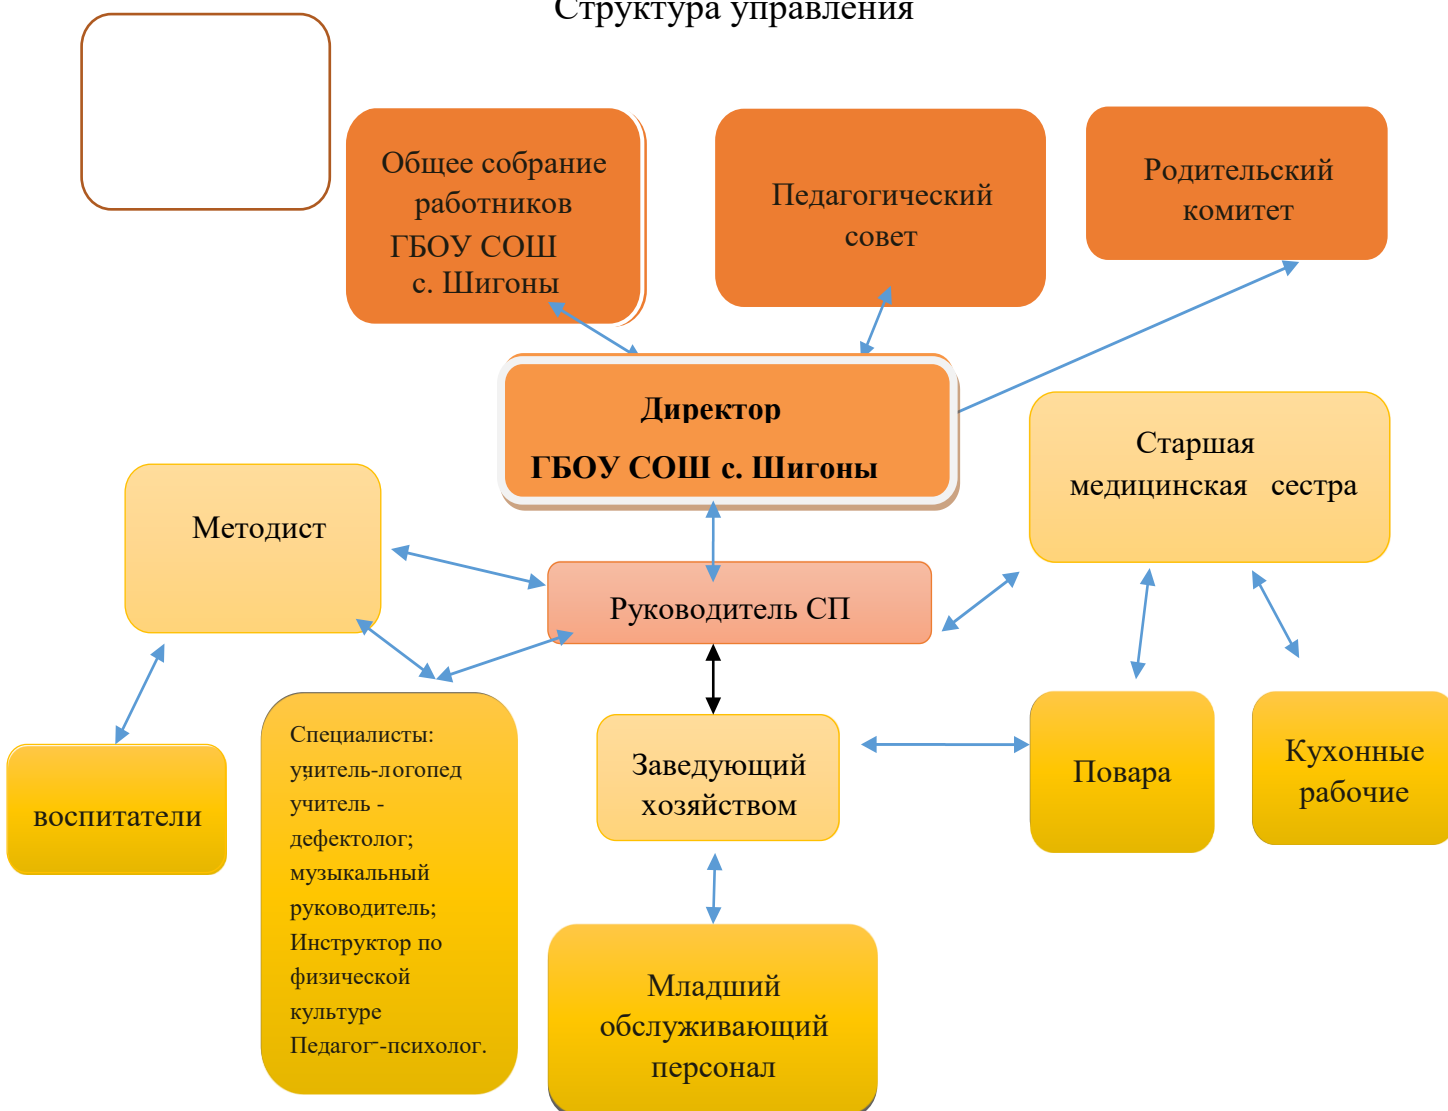 Структура управления
Общее собрание
работников
ГБОУ СОШ
с. Шигоны
Педагогический
совет
Родительский
комитет
Директор
ГБОУ СОШ с. Шигоны
Старшая
медицинская сестра
Методист
Руководитель СП
Специалисты:
учитель-логопед;
учитель -
дефектолог;
музыкальный
руководитель;
Инструктор по
физической
культуре
Педагог--психолог.
воспитатели
Заведующий
хозяйством
Повара
Кухонные
рабочие
Младший
обслуживающий
персонал